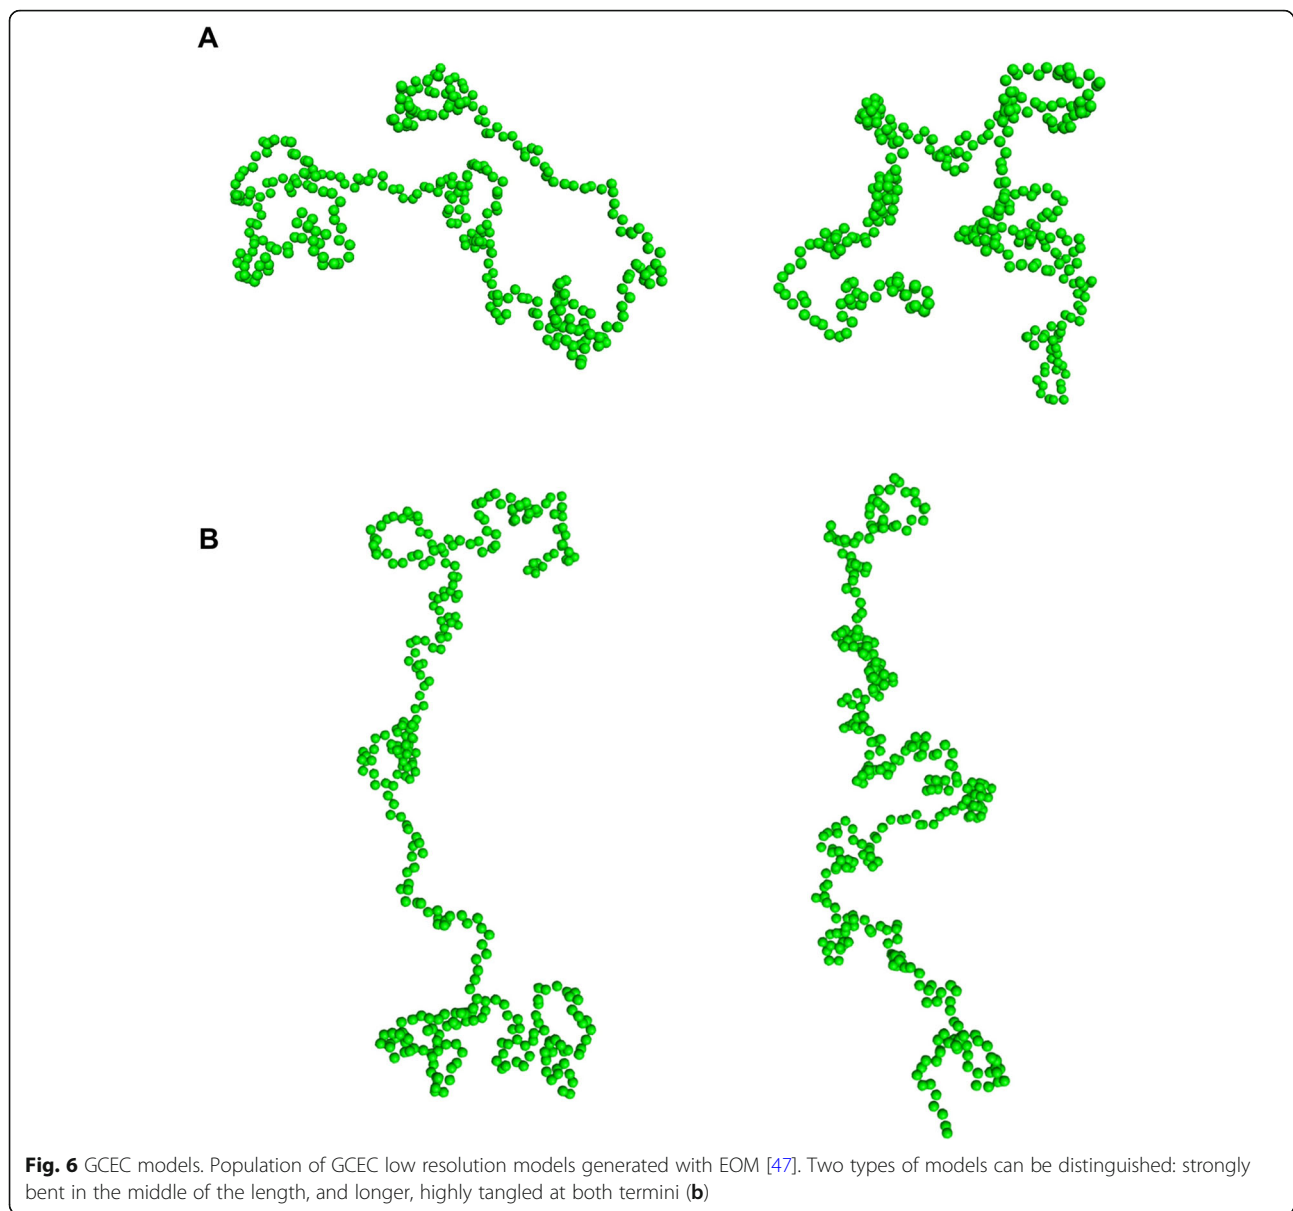 A
B
Fig. 6 GCEC models. Population of GCEC low resolution models generated with EOM [47]. Two types of models can be distinguished: strongly
bent in the middle of the length, and longer, highly tangled at both termini (b)